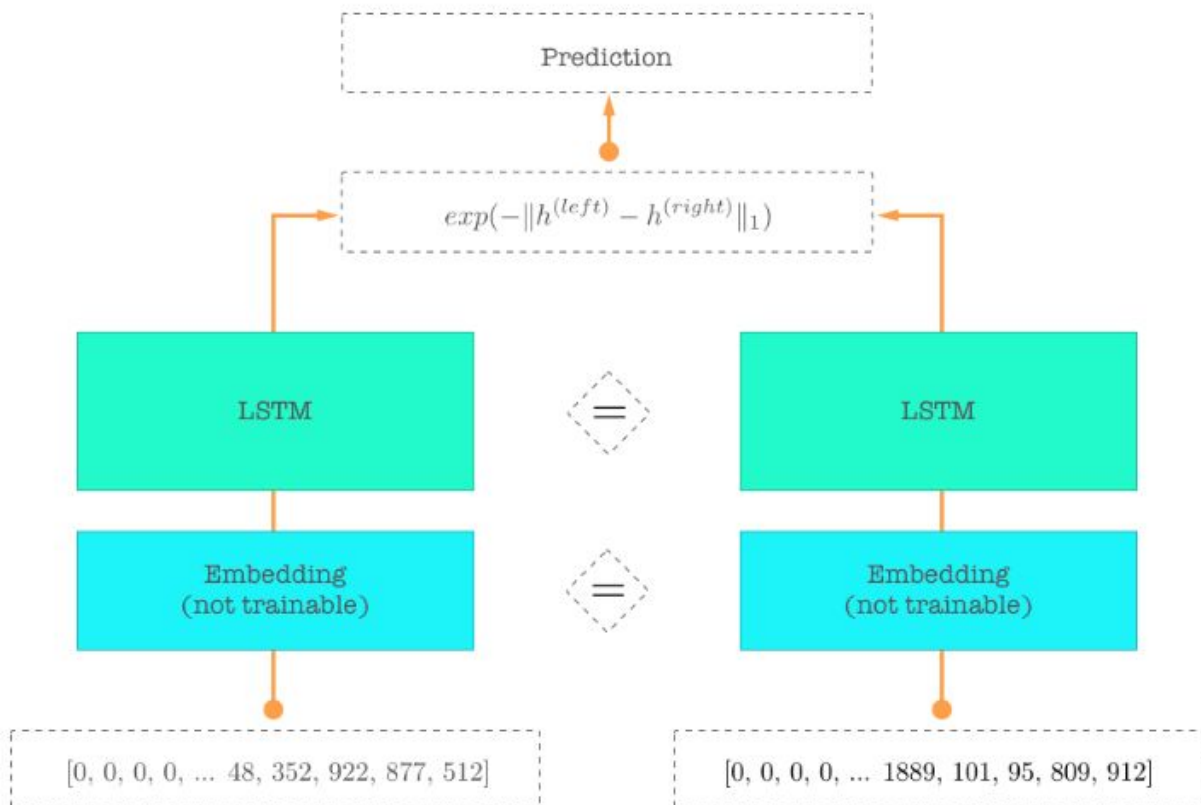 Prediction
exp(−‖h^(left) − h^(right)‖₁)
LSTM
=
LSTM
Embedding
(not trainable)
=
Embedding
(not trainable)
[0, 0, 0, 0, ... 48, 352, 922, 877, 512]
[0, 0, 0, 0, ... 1889, 101, 95, 809, 912]